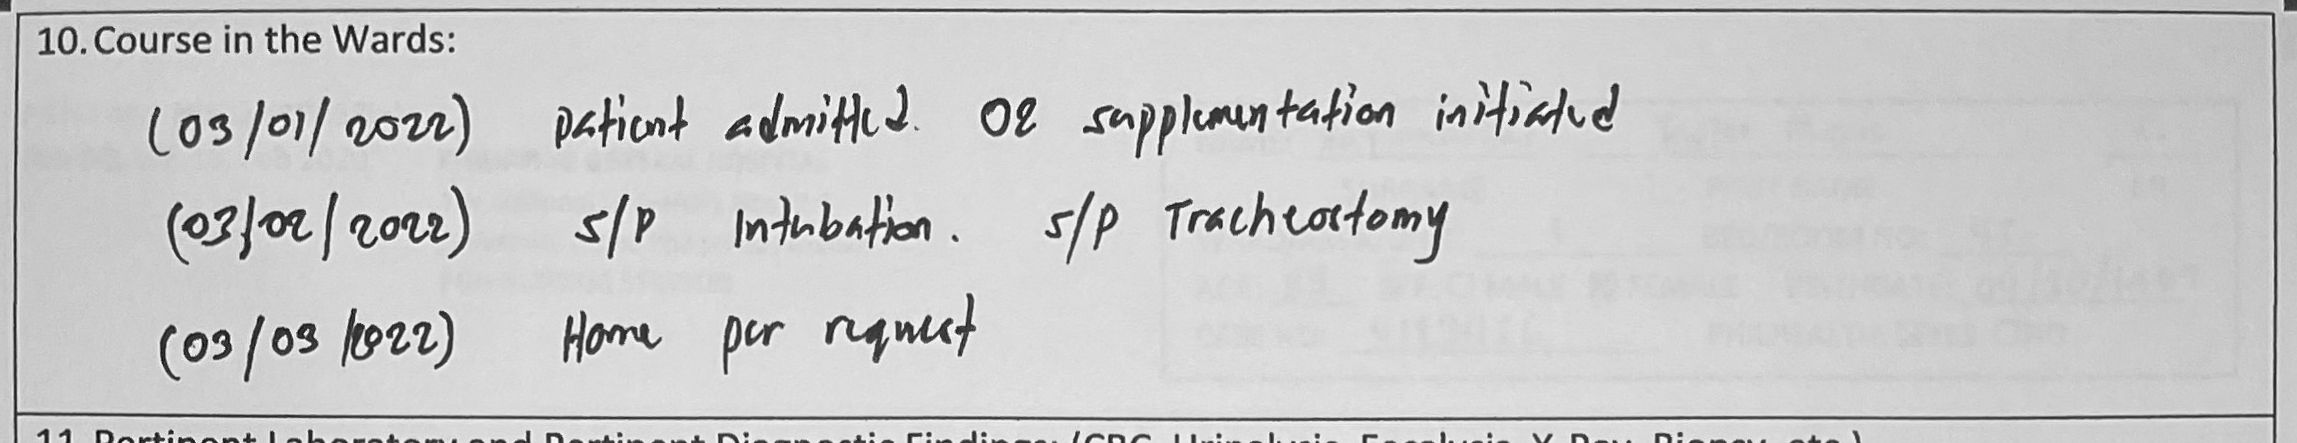 10. Course in the Wards:
(03/01/2022) patient admitted. O2 supplementation initiated
(03/02/2022) S/P Intubation. S/P Tracheostomy
(03/03/2022) Home per request
11. Pertinent Laboratory and Pertinent Diagnostic Findings: (CBC, Urinalysis, Fecalysis, X-Ray, Biopsy, etc.)